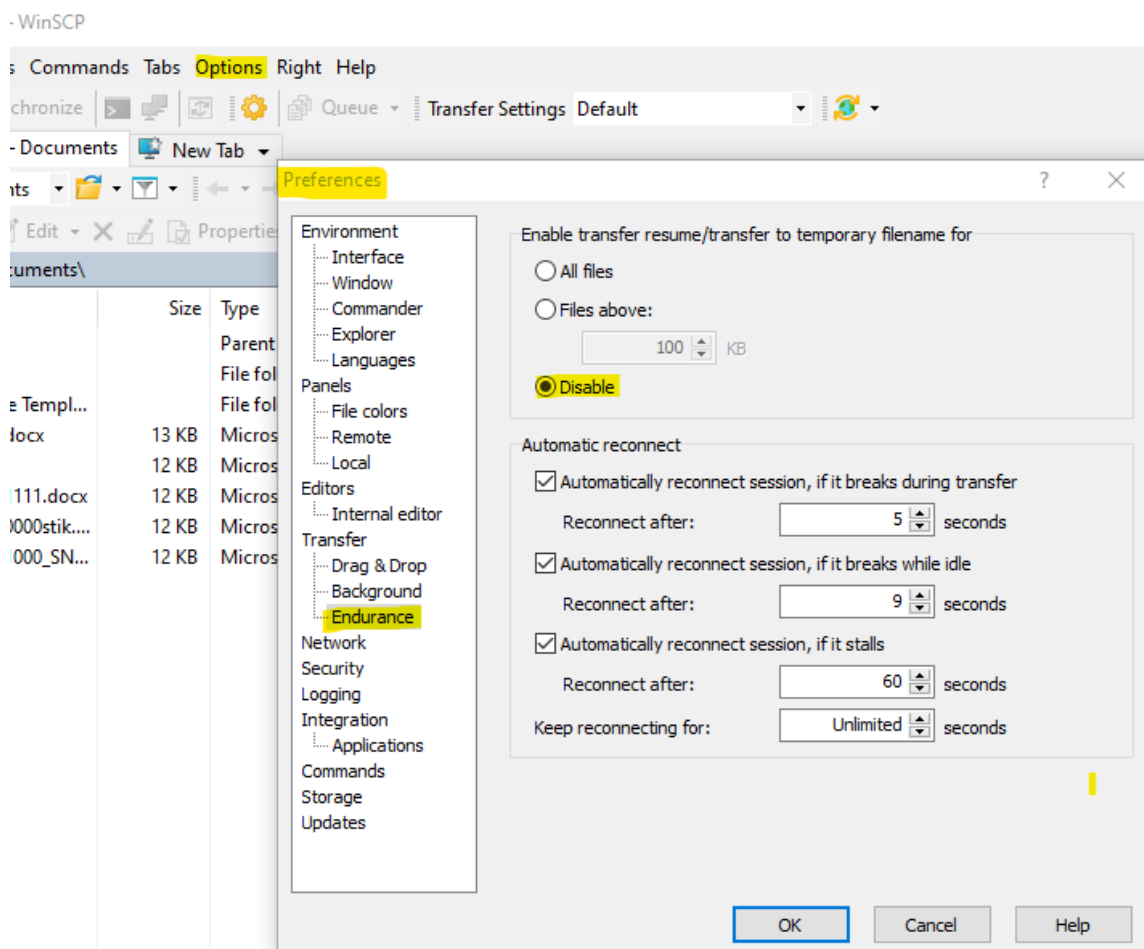 - WinSCP
s Commands Tabs Options Right Help
chronize Queue Transfer Settings Default
- Documents New Tab
nts
Edit Properties
cuments\
Size Type
Parent
File fol
e Templ... File fol
docx 13 KB Micros
12 KB Micros
111.docx 12 KB Micros
0000stik.... 12 KB Micros
000_SN... 12 KB Micros
Preferences
?
Environment
Interface
Window
Commander
Explorer
Languages
Panels
File colors
Remote
Local
Editors
Internal editor
Transfer
Drag & Drop
Background
Endurance
Network
Security
Logging
Integration
Applications
Commands
Storage
Updates
Enable transfer resume/transfer to temporary filename for
All files
Files above:
100 KB
Disable
Automatic reconnect
Automatically reconnect session, if it breaks during transfer
Reconnect after: 5 seconds
Automatically reconnect session, if it breaks while idle
Reconnect after: 9 seconds
Automatically reconnect session, if it stalls
Reconnect after: 60 seconds
Keep reconnecting for: Unlimited seconds
OK Cancel Help